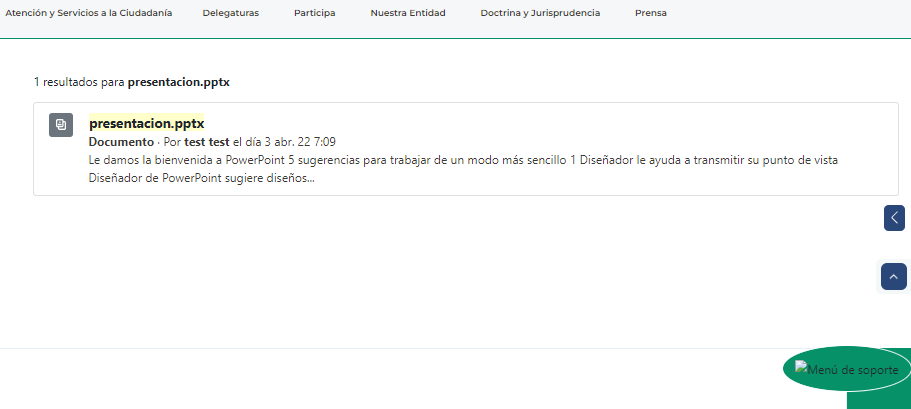 Atención y Servicios a la Ciudadanía Delegaturas Participa Nuestra Entidad Doctrina y Jurisprudencia Prensa
1 resultados para presentacion.pptx
presentacion.pptx
Documento · Por test test el día 3 abr. 22 7:09
Le damos la bienvenida a PowerPoint 5 sugerencias para trabajar de un modo más sencillo 1 Diseñador le ayuda a transmitir su punto de vista
Diseñador de PowerPoint sugiere diseños...
Menú de soporte